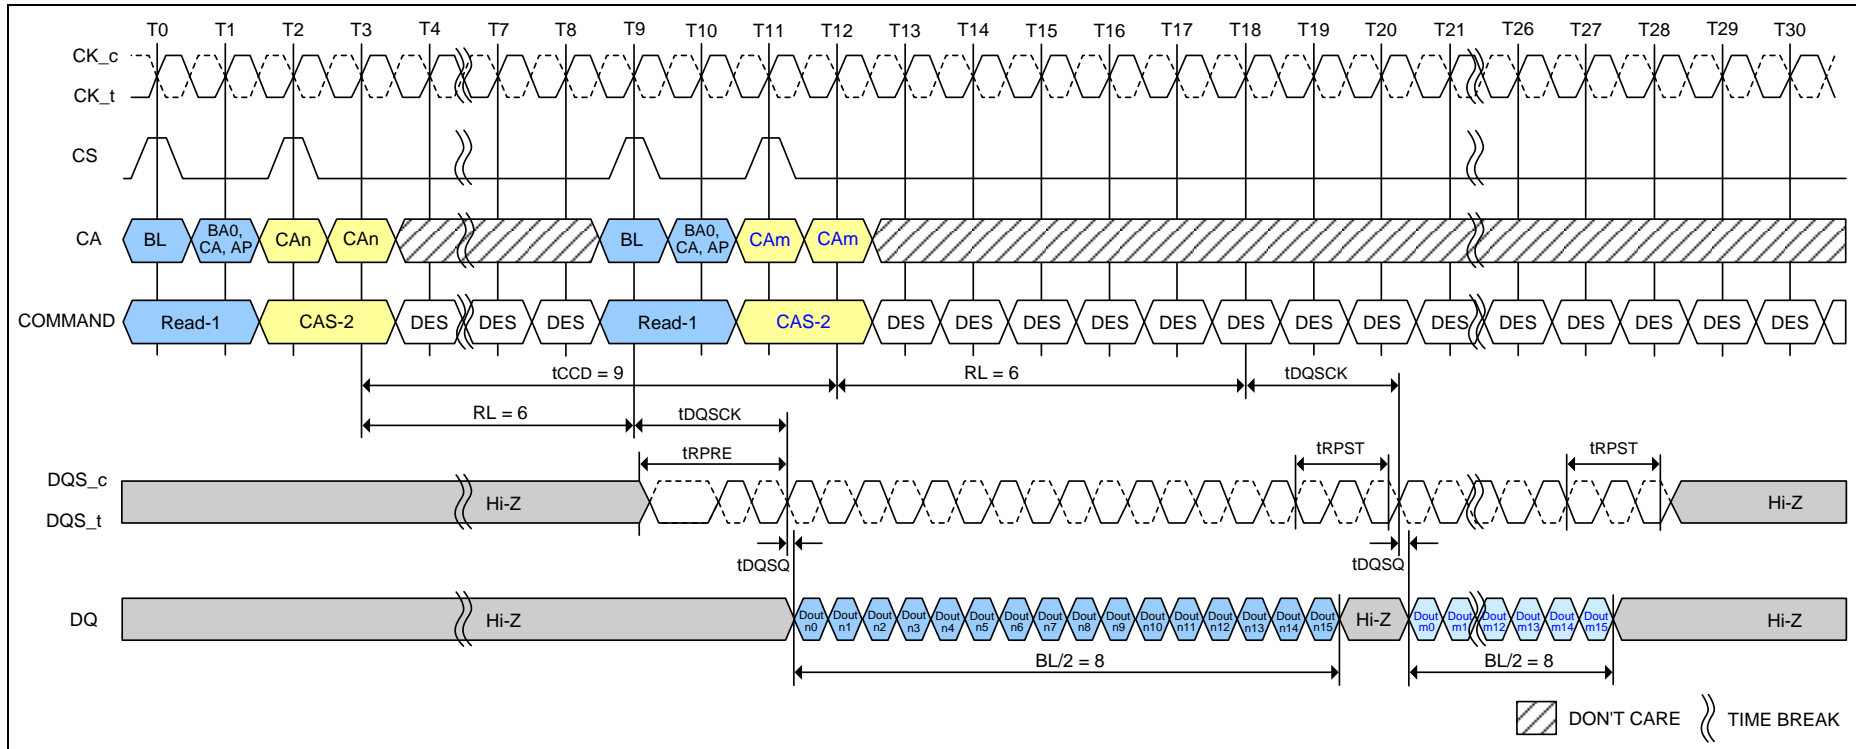 T0 T1 T2 T3 T4 T7 T8 T9 T10 T11 T12 T13 T14 T15 T16 T17 T18 T19 T20 T21 T26 T27 T28 T29 T30
CK_c
CK_t
CS
CA
BL
BA0,
CA, AP
CAn
CAn
BL
BA0,
CA, AP
CAm
CAm
COMMAND
Read-1
CAS-2
DES
DES
DES
Read-1
CAS-2
DES
DES
DES
DES
DES
DES
DES
DES
DES
DES
DES
DES
DES
DES
tCCD = 9
RL = 6
tDQSCK
RL = 6
tDQSCK
tRPRE
tRPST
tRPST
DQS_c
DQS_t
Hi-Z
Hi-Z
tDQSQ
tDQSQ
DQ
Hi-Z
Dout
n0
Dout
n1
Dout
n2
Dout
n3
Dout
n4
Dout
n5
Dout
n6
Dout
n7
Dout
n8
Dout
n9
Dout
n10
Dout
n11
Dout
n12
Dout
n13
Dout
n14
Dout
n15
Hi-Z
Dout
m0
Dout
m1
Dout
m12
Dout
m13
Dout
m14
Dout
m15
Hi-Z
BL/2 = 8
BL/2 = 8
DON'T CARE
TIME BREAK